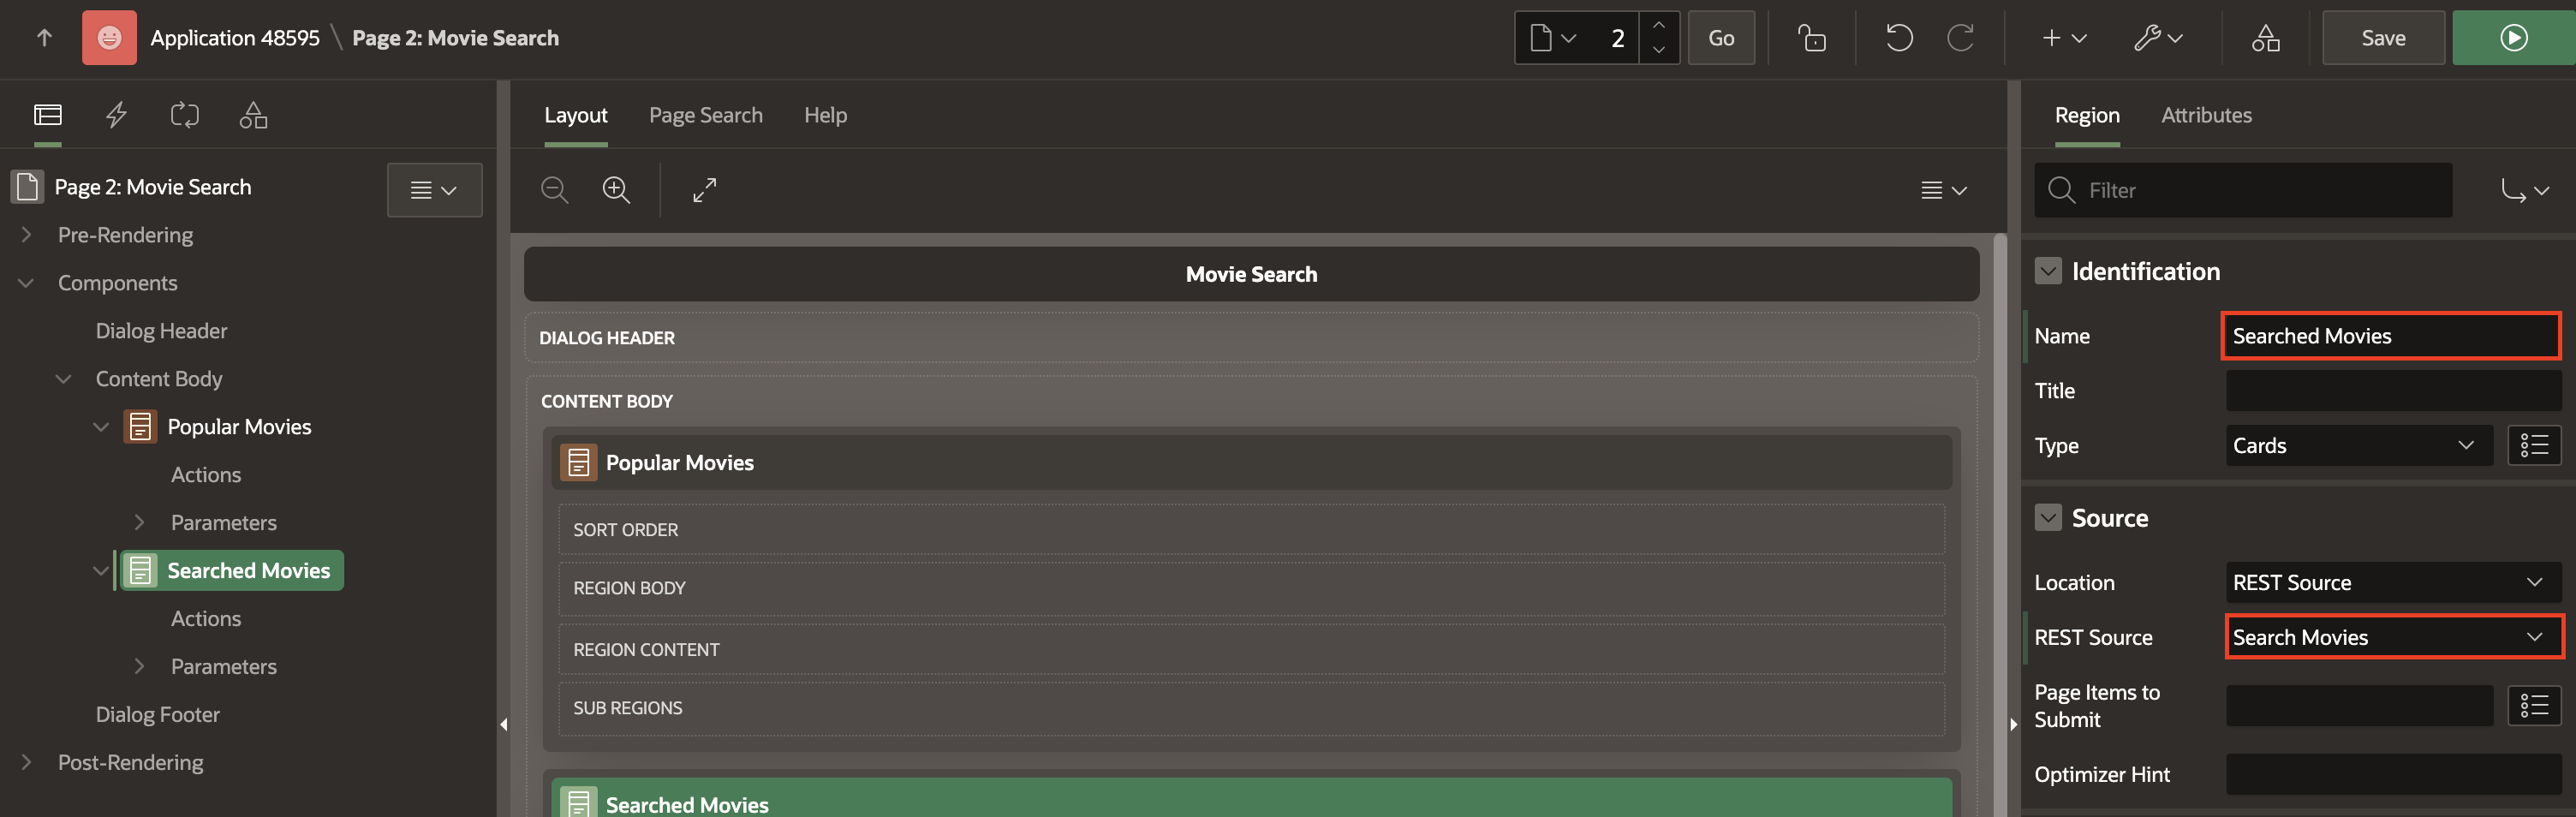 Application 48595 \ Page 2: Movie Search
2
Go
Save
Page 2: Movie Search
Pre-Rendering
Components
Dialog Header
Content Body
Popular Movies
Actions
Parameters
Searched Movies
Actions
Parameters
Dialog Footer
Post-Rendering
Layout
Page Search
Help
Movie Search
DIALOG HEADER
CONTENT BODY
Popular Movies
SORT ORDER
REGION BODY
REGION CONTENT
SUB REGIONS
Searched Movies
Region
Attributes
Filter
Identification
Name
Searched Movies
Title
Type
Cards
Source
Location
REST Source
REST Source
Search Movies
Page Items to
Submit
Optimizer Hint